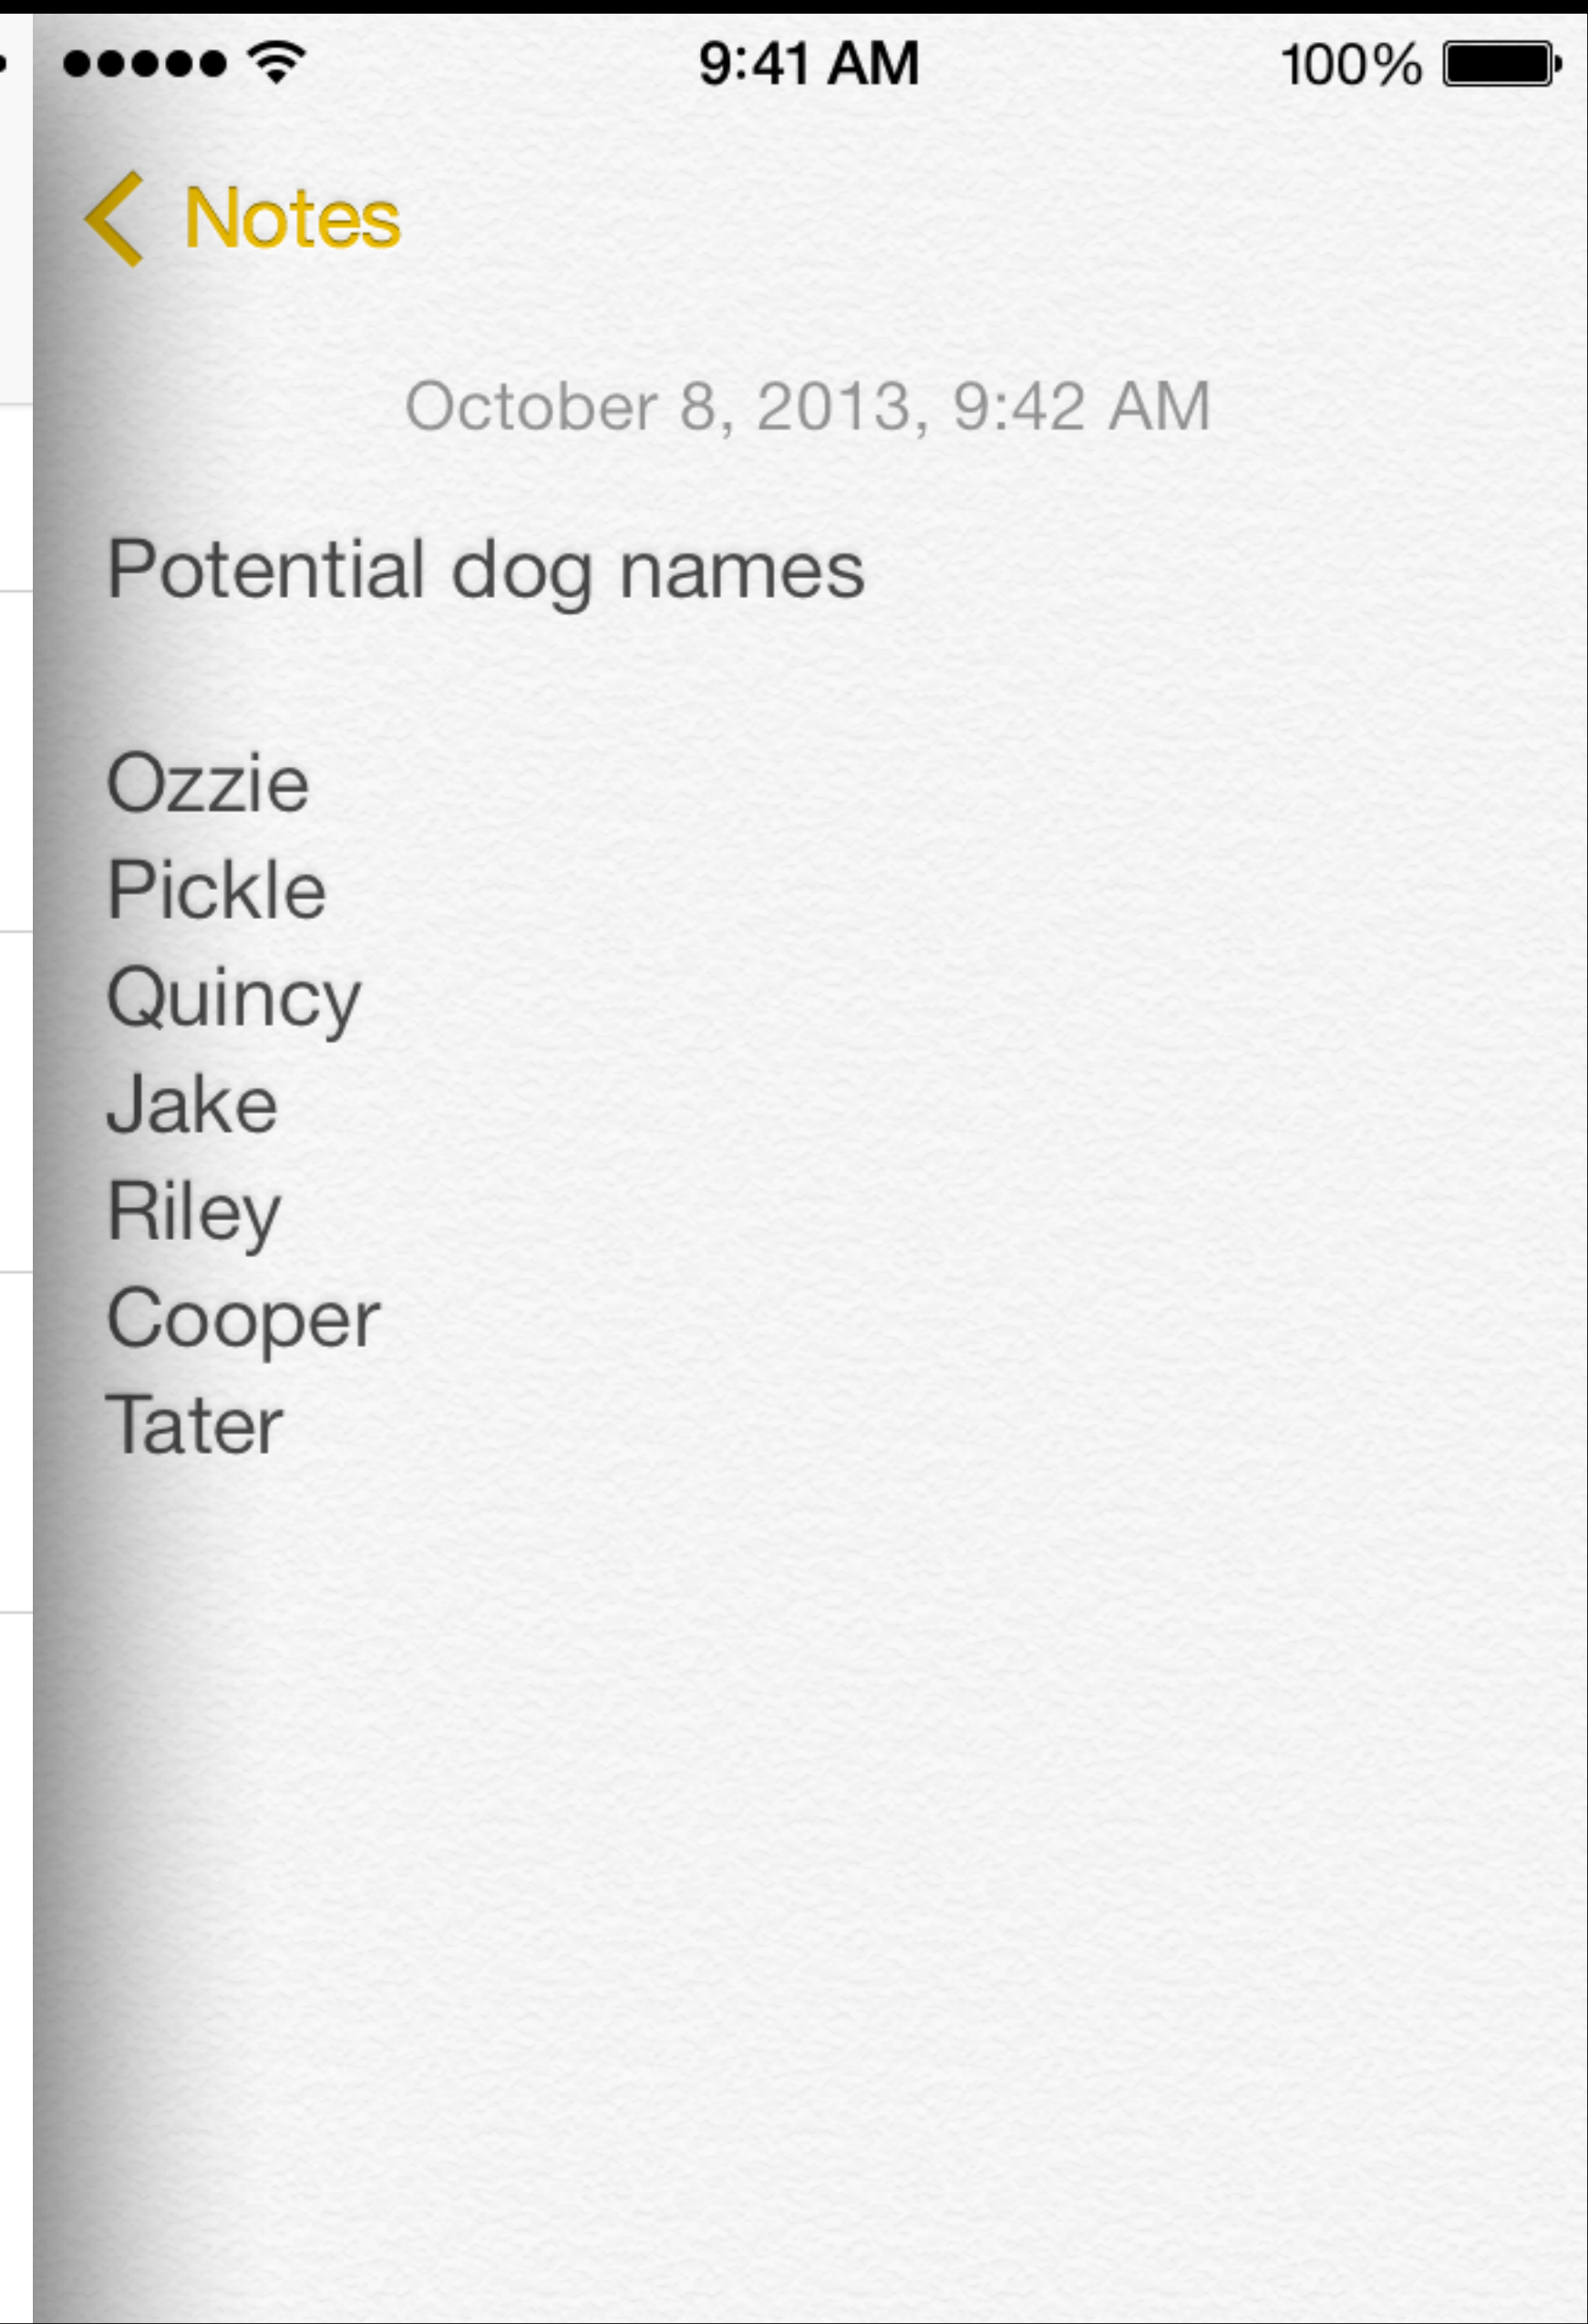 9:41 AM 100%
Notes
October 8, 2013, 9:42 AM
Potential dog names
Ozzie
Pickle
Quincy
Jake
Riley
Cooper
Tater